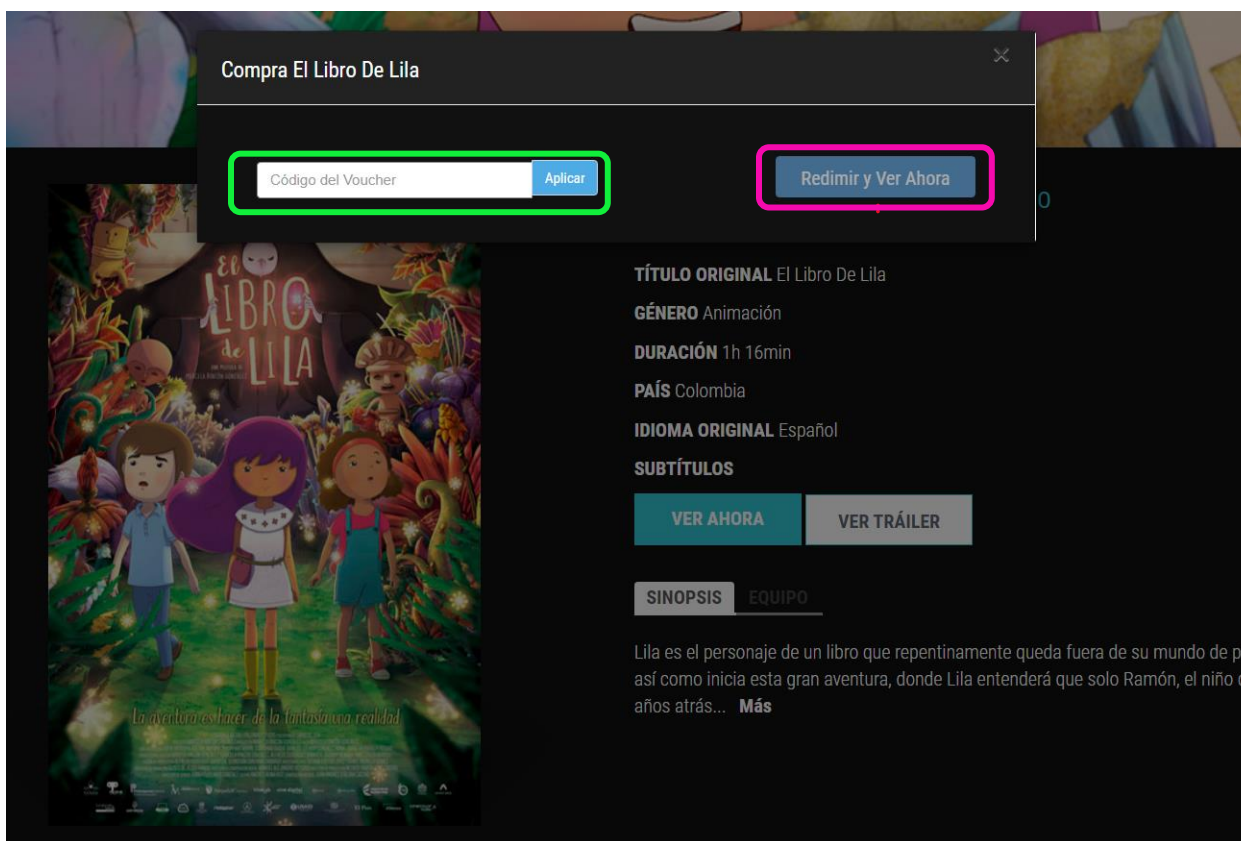 Compra El Libro De Lila
Código del Voucher
Aplicar
Redimir y Ver Ahora
El
LIBRO
de LILA
TÍTULO ORIGINAL El Libro De Lila
GÉNERO Animación
DURACIÓN 1h 16min
PAÍS Colombia
IDIOMA ORIGINAL Español
SUBTÍTULOS
VER AHORA
VER TRÁILER
SINOPSIS
EQUIPO
Lila es el personaje de un libro que repentinamente queda fuera de su mundo de p
así como inicia esta gran aventura, donde Lila entenderá que solo Ramón, el niño
años atrás... Más
La aventura es hacer de la fantasía una realidad